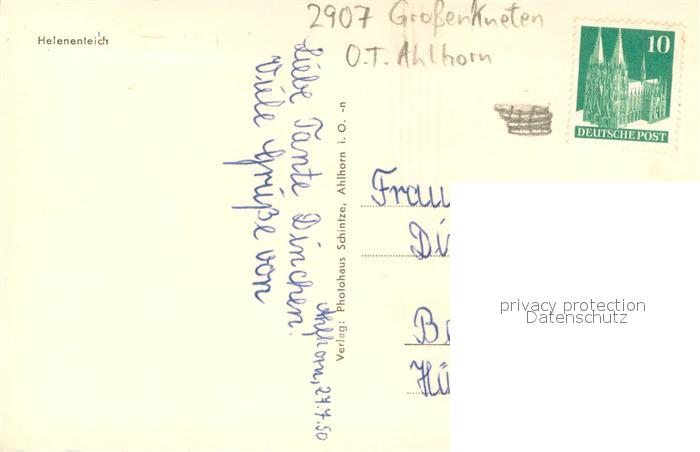 Helenenteich
2907 Großenkneten
O.T. Ahlhorn
10
DEUTSCHE POST
Ahlhorn, 27.7.50
Liebe Tante Dinchen!
Viele Grüße von
Verlag: Photohaus Schintze, Ahlhorn i. O. -n
Frau
privacy protection
Datenschutz